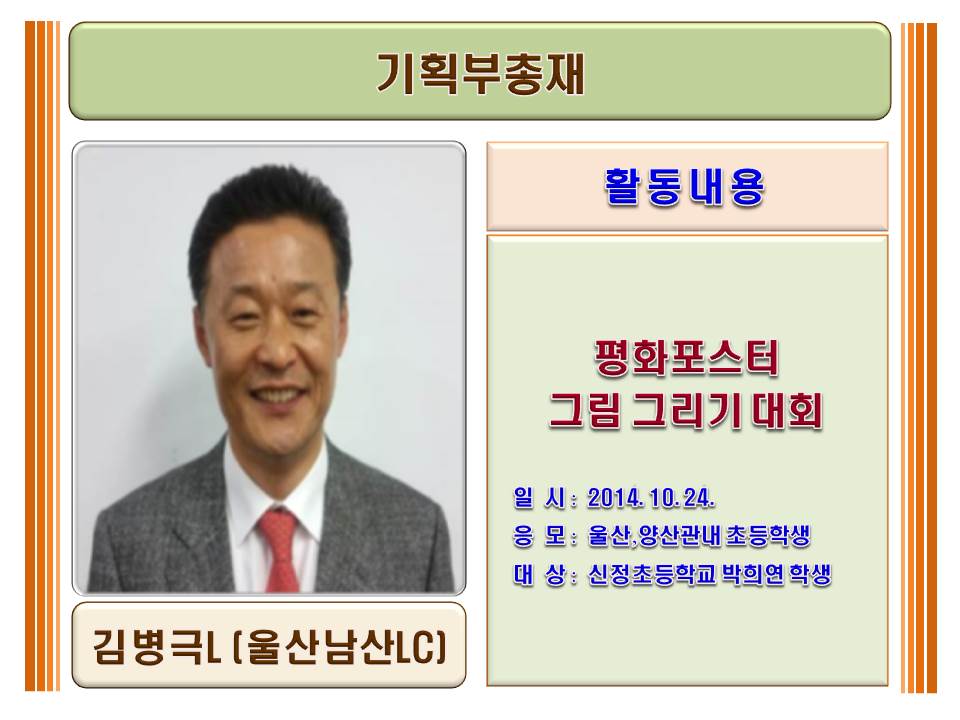 기획부총재
김병극L (울산남산LC)
활동내용
평화포스터
그림 그리기 대회
일 시 : 2014. 10. 24.
응 모 : 울산,양산관내 초등학생
대 상 : 신정초등학교 박희연 학생